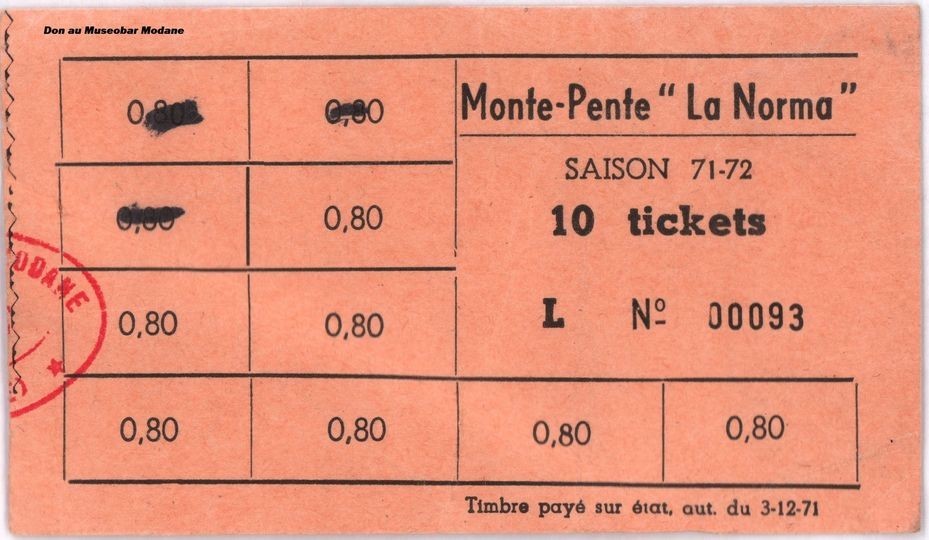 Don au Museobar Modane
Monte-Pente " La Norma "
SAISON 71-72
10 tickets
L Nº 00093
0,80 0,80
0,80 0,80
0,80 0,80
0,80 0,80 0,80 0,80
Timbre payé sur état, aut. du 3-12-71
ODANE